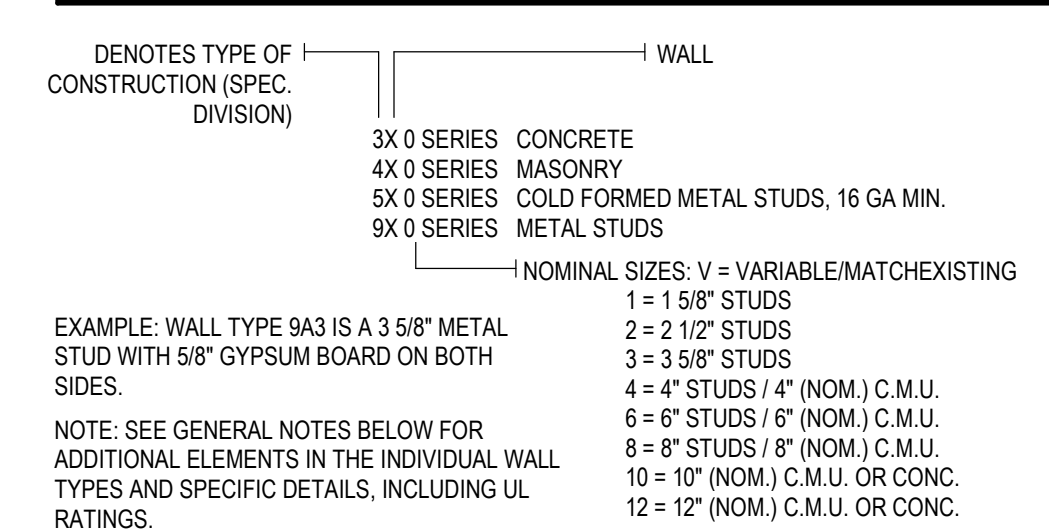 DENOTES TYPE OF
CONSTRUCTION (SPEC.
DIVISION)
WALL
3X 0 SERIES CONCRETE
4X 0 SERIES MASONRY
5X 0 SERIES COLD FORMED METAL STUDS, 16 GA MIN.
9X 0 SERIES METAL STUDS
NOMINAL SIZES: V = VARIABLE/MATCHEXISTING
1 = 1 5/8" STUDS
2 = 2 1/2" STUDS
3 = 3 5/8" STUDS
4 = 4" STUDS / 4" (NOM.) C.M.U.
6 = 6" STUDS / 6" (NOM.) C.M.U.
8 = 8" STUDS / 8" (NOM.) C.M.U.
10 = 10" (NOM.) C.M.U. OR CONC.
12 = 12" (NOM.) C.M.U. OR CONC.
EXAMPLE: WALL TYPE 9A3 IS A 3 5/8" METAL
STUD WITH 5/8" GYPSUM BOARD ON BOTH
SIDES.
NOTE: SEE GENERAL NOTES BELOW FOR
ADDITIONAL ELEMENTS IN THE INDIVIDUAL WALL
TYPES AND SPECIFIC DETAILS, INCLUDING UL
RATINGS.